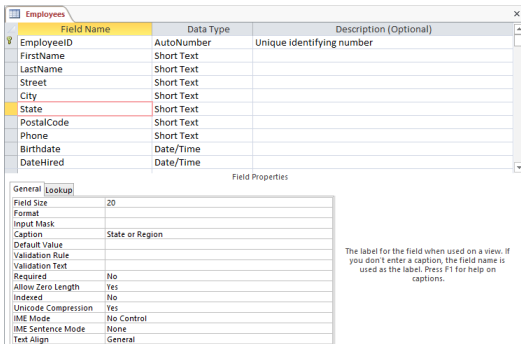 Employees
Field Name Data Type Description (Optional)
EmployeeID AutoNumber Unique identifying number
FirstName Short Text
LastName Short Text
Street Short Text
City Short Text
State Short Text
PostalCode Short Text
Phone Short Text
Birthdate Date/Time
DateHired Date/Time
Field Properties
General Lookup
Field Size 20
Format
Input Mask
Caption State or Region
Default Value
Validation Rule
Validation Text
Required No
Allow Zero Length Yes
Indexed No
Unicode Compression Yes
IME Mode No Control
IME Sentence Mode None
Text Align General
The label for the field when used on a view. If
you don't enter a caption, the field name is
used as the label. Press F1 for help on
captions.